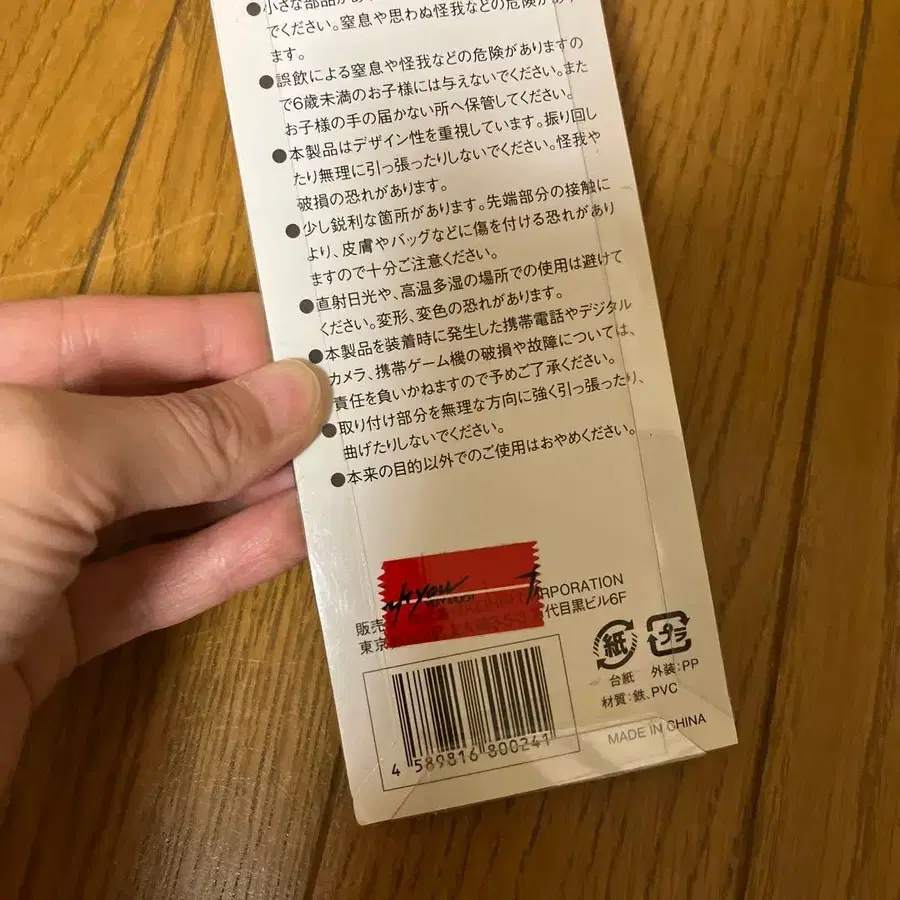 ●小さな部品が
でください。窒息や思わぬ怪我などの危険があ
ます。
●誤飲による窒息や怪我などの危険がありますの
で6歳未満のお子様には与えないでください。また
お子様の手の届かない所へ保管してください。
●本製品はデザイン性を重視しています。振り回し
たり無理に引っ張ったりしないでください。怪我や
破損の恐れがあります。
●少し鋭利な箇所があります。先端部分の接触に
より、皮膚やバッグなどに傷を付ける恐れがあり
ますので十分ご注意ください。
●直射日光や、高温多湿の場所での使用は避けて
ください。変形、変色の恐れがあります。
●本製品を装着時に発生した携帯電話やデジタル
カメラ、携帯ゲーム機の破損や故障については、
責任を負いかねますので予めご了承ください。
●取り付け部分を無理な方向に強く引っ張ったり、
曲げたりしないでください。
●本来の目的以外でのご使用はおやめください。
you
販売
RPORATION
東京
代目黒ビル6F
紙
プラ
台紙 外装:PP
材質:鉄、PVC
4 589816 800241
MADE IN CHINA